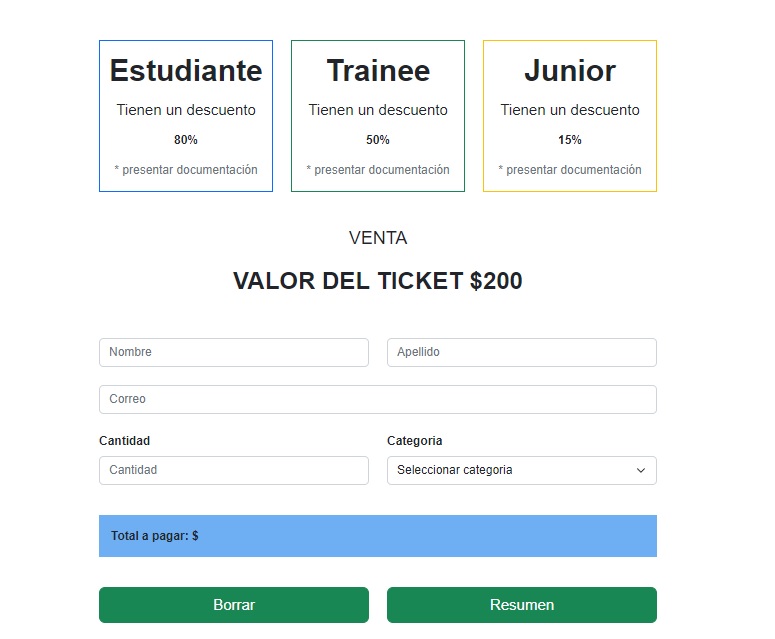 Estudiante
Tienen un descuento
80%
* presentar documentación
Trainee
Tienen un descuento
50%
* presentar documentación
Junior
Tienen un descuento
15%
* presentar documentación
VENTA
VALOR DEL TICKET $200
Nombre
Apellido
Correo
Cantidad
Categoria
Cantidad
Seleccionar categoria
Total a pagar: $
Borrar
Resumen